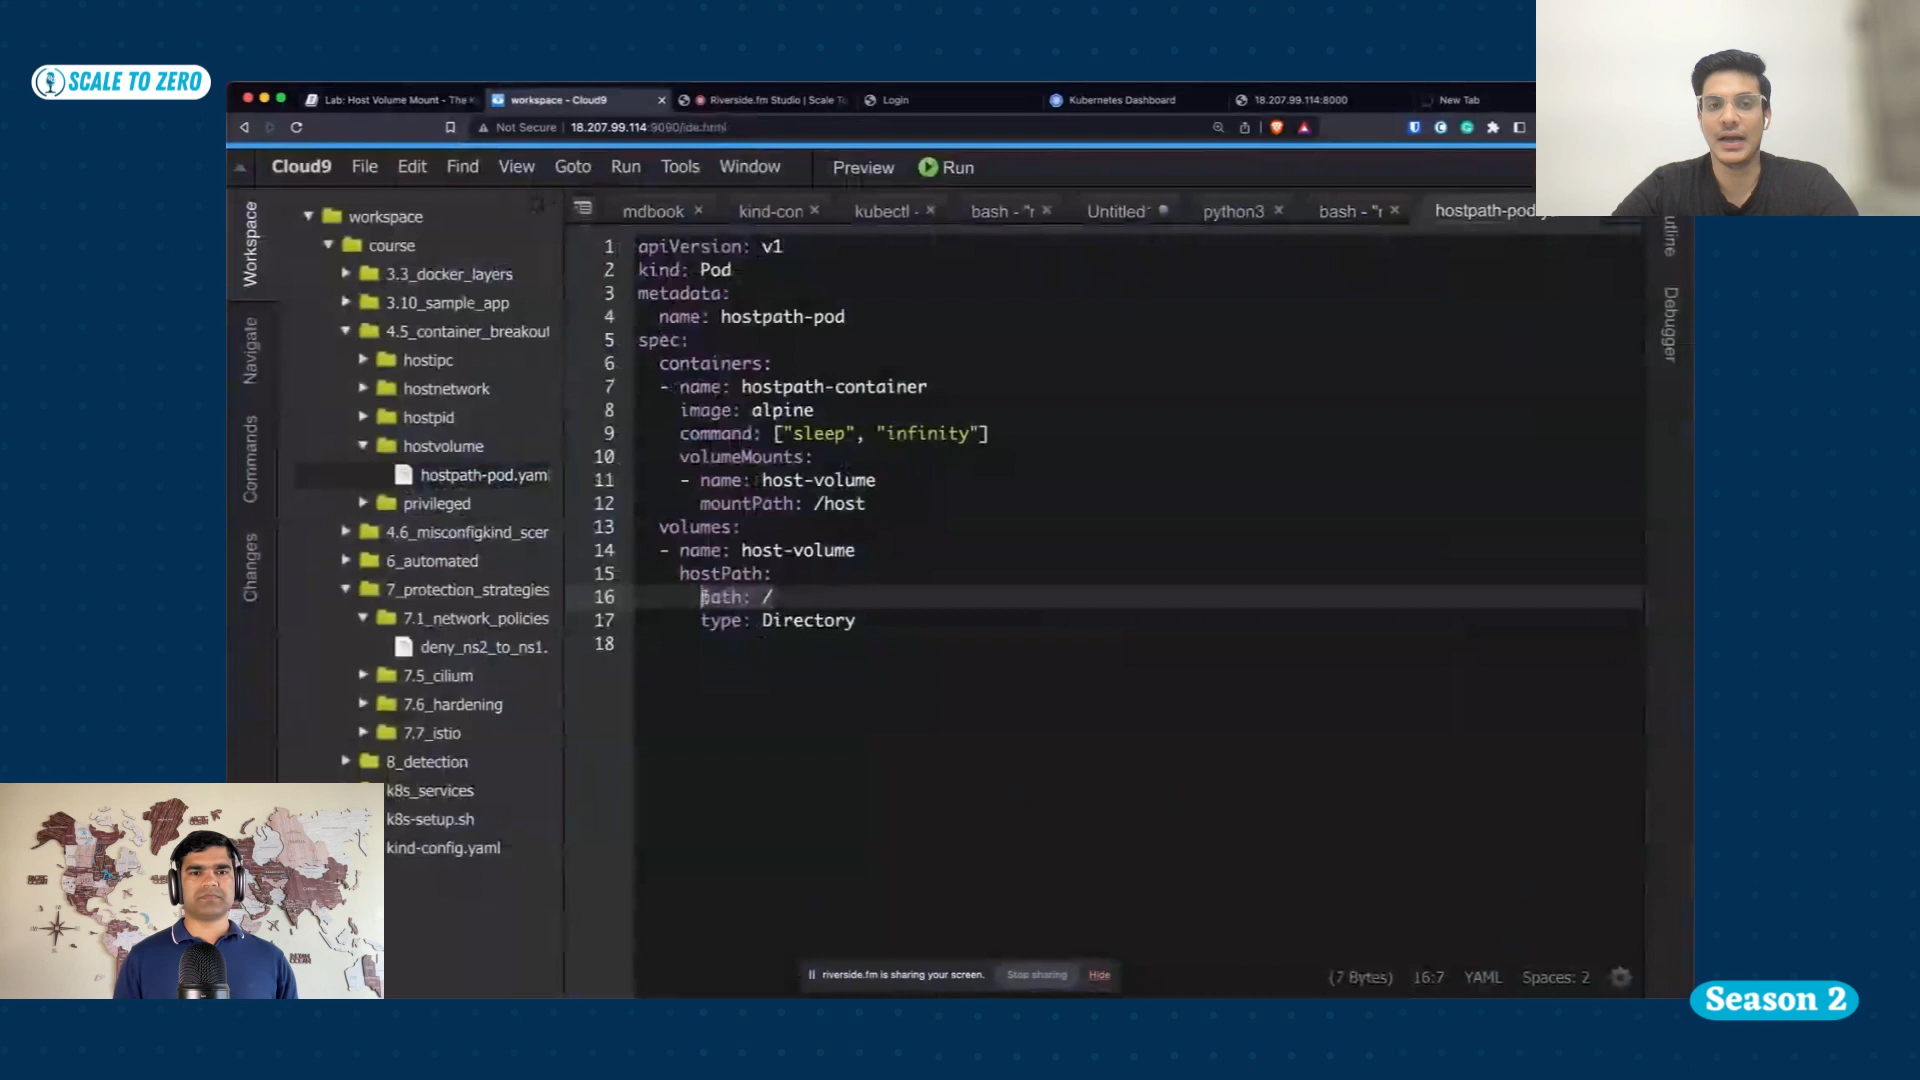 SCALE TO ZERO
Lab: Host Volume Mount - The K
workspace - Cloud9
Riverside.fm Studio | Scale To
Login
Kubernetes Dashboard
18.207.99.114:8000
New Tab
Not Secure | 18.207.99.114:9090/ide.html
Cloud9 File Edit Find View Goto Run Tools Window Preview Run
mdbook × kind-con × kubectl - × bash - "r × Untitled python3 × bash - "r × hostpath-pod.y
Workspace
Navigate
Commands
Changes
workspace
course
3.3_docker_layers
3.10_sample_app
4.5_container_breakout
hostipc
hostnetwork
hostpid
hostvolume
hostpath-pod.yaml
privileged
4.6_misconfigkind_scer
6_automated
7_protection_strategies
7.1_network_policies
deny_ns2_to_ns1.
7.5_cilium
7.6_hardening
7.7_istio
8_detection
k8s_services
k8s-setup.sh
kind-config.yaml
1 apiVersion: v1
2 kind: Pod
3 metadata:
4 name: hostpath-pod
5 spec:
6 containers:
7 - name: hostpath-container
8 image: alpine
9 command: ["sleep", "infinity"]
10 volumeMounts:
11 - name: host-volume
12 mountPath: /host
13 volumes:
14 - name: host-volume
15 hostPath:
16 path: /
17 type: Directory
18
utline
Debugger
riverside.fm is sharing your screen. Stop sharing Hide
(7 Bytes) 16:7 YAML Spaces: 2
Season 2